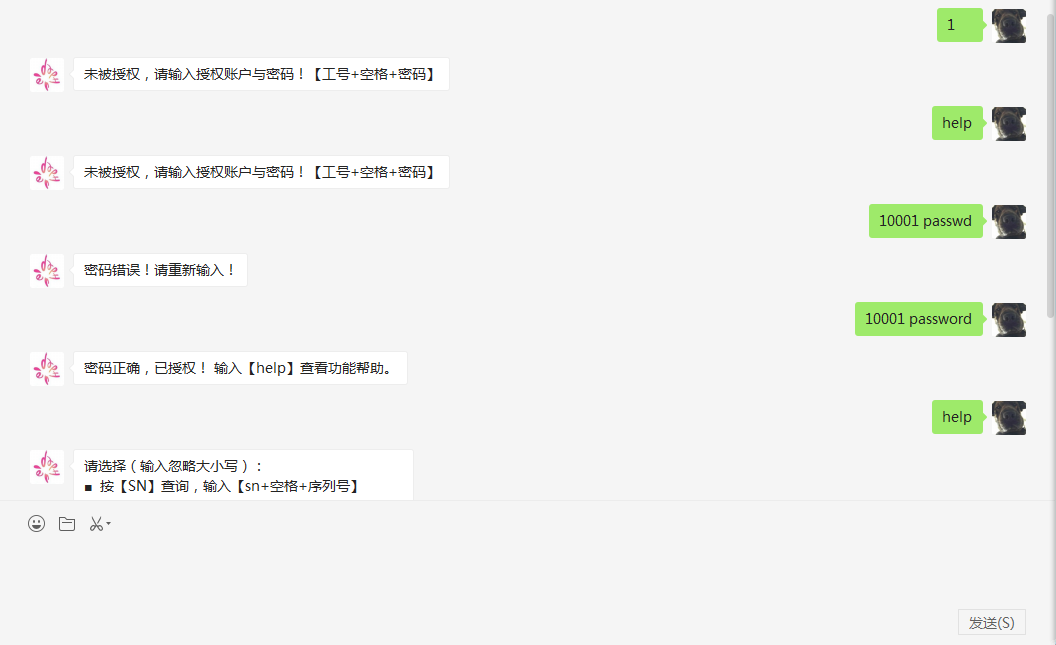 1
未被授权，请输入授权账户与密码！【工号+空格+密码】
help
未被授权，请输入授权账户与密码！【工号+空格+密码】
10001 passwd
密码错误！请重新输入！
10001 password
密码正确，已授权！ 输入【help】查看功能帮助。
help
请选择（输入忽略大小写）：
▪ 按【SN】查询，输入【sn+空格+序列号】
发送(S)